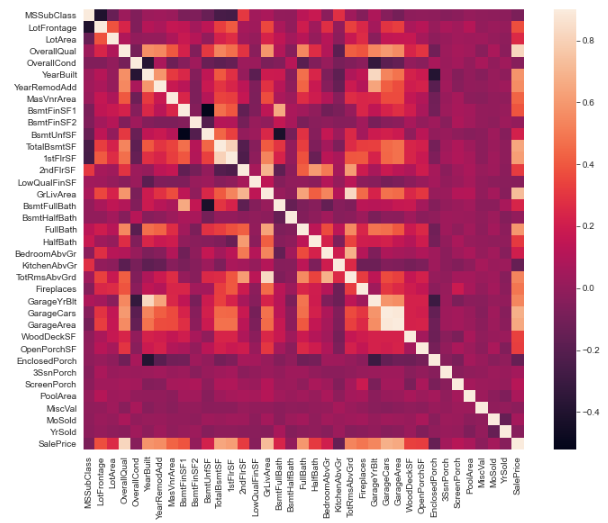 MSSubClass
LotFrontage
LotArea
OverallQual
OverallCond
YearBuilt
YearRemodAdd
MasVnrArea
BsmtFinSF1
BsmtFinSF2
BsmtUnfSF
TotalBsmtSF
1stFlrSF
2ndFlrSF
LowQualFinSF
GrLivArea
BsmtFullBath
BsmtHalfBath
FullBath
HalfBath
BedroomAbvGr
KitchenAbvGr
TotRmsAbvGrd
Fireplaces
GarageYrBlt
GarageCars
GarageArea
WoodDeckSF
OpenPorchSF
EnclosedPorch
3SsnPorch
ScreenPorch
PoolArea
MiscVal
MoSold
YrSold
SalePrice
MSSubClass
LotFrontage
LotArea
OverallQual
OverallCond
YearBuilt
YearRemodAdd
MasVnrArea
BsmtFinSF1
BsmtFinSF2
BsmtUnfSF
TotalBsmtSF
1stFlrSF
2ndFlrSF
LowQualFinSF
GrLivArea
BsmtFullBath
BsmtHalfBath
FullBath
HalfBath
BedroomAbvGr
KitchenAbvGr
TotRmsAbvGrd
Fireplaces
GarageYrBlt
GarageCars
GarageArea
WoodDeckSF
OpenPorchSF
EnclosedPorch
3SsnPorch
ScreenPorch
PoolArea
MiscVal
MoSold
YrSold
SalePrice
0.8
0.6
0.4
0.2
0.0
−0.2
−0.4